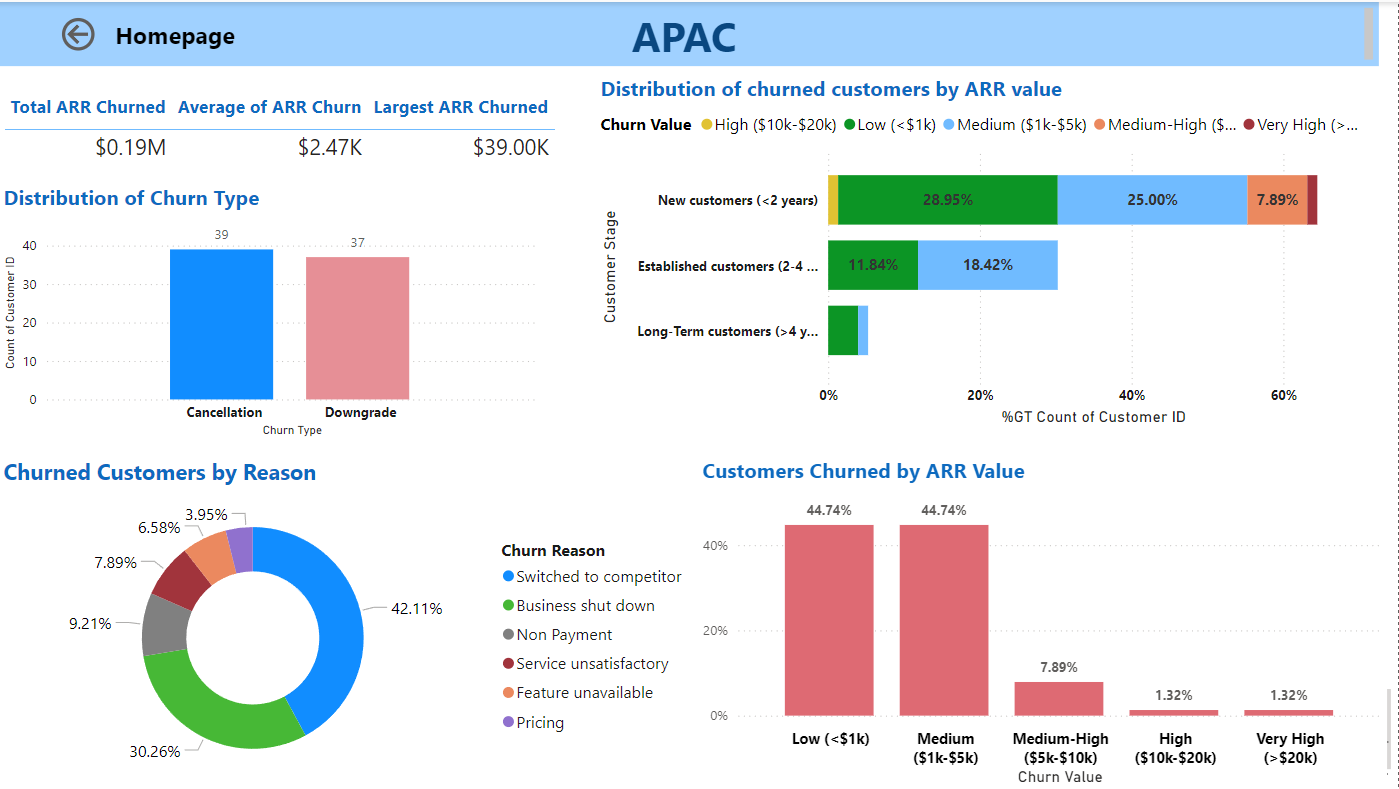 Homepage
APAC
Total ARR Churned Average of ARR Churn Largest ARR Churned
$0.19M $2.47K $39.00K
Distribution of Churn Type
Count of Customer ID
40
30
20
10
0
39
37
Cancellation
Downgrade
Churn Type
Distribution of churned customers by ARR value
Churn Value High ($10k-$20k) Low (<$1k) Medium ($1k-$5k) Medium-High ($... Very High (>...
Customer Stage
New customers (<2 years)
28.95% 25.00% 7.89%
Established customers (2-4 ...
11.84% 18.42%
Long-Term customers (>4 y...
0% 20% 40% 60%
%GT Count of Customer ID
Churned Customers by Reason
3.95%
6.58%
7.89%
9.21%
42.11%
30.26%
Churn Reason
Switched to competitor
Business shut down
Non Payment
Service unsatisfactory
Feature unavailable
Pricing
Customers Churned by ARR Value
40%
20%
0%
44.74%
44.74%
7.89%
1.32%
1.32%
Low (<$1k)
Medium
($1k-$5k)
Medium-High
($5k-$10k)
High
($10k-$20k)
Very High
(>$20k)
Churn Value